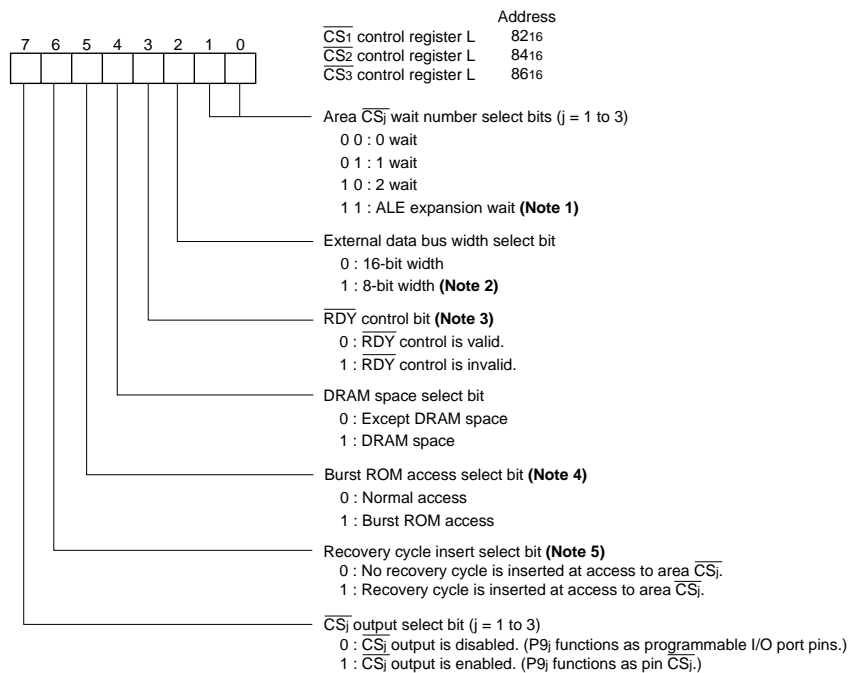 Address
CS1 control register L 8216
CS2 control register L 8416
CS3 control register L 8616
7 6 5 4 3 2 1 0
Area CSj wait number select bits (j = 1 to 3)
0 0 : 0 wait
0 1 : 1 wait
1 0 : 2 wait
1 1 : ALE expansion wait (Note 1)
External data bus width select bit
0 : 16-bit width
1 : 8-bit width (Note 2)
RDY control bit (Note 3)
0 : RDY control is valid.
1 : RDY control is invalid.
DRAM space select bit
0 : Except DRAM space
1 : DRAM space
Burst ROM access select bit (Note 4)
0 : Normal access
1 : Burst ROM access
Recovery cycle insert select bit (Note 5)
0 : No recovery cycle is inserted at access to area CSj.
1 : Recovery cycle is inserted at access to area CSj.
CSj output select bit (j = 1 to 3)
0 : CSj output is disabled. (P9j functions as programmable I/O port pins.)
1 : CSj output is enabled. (P9j functions as pin CSj.)